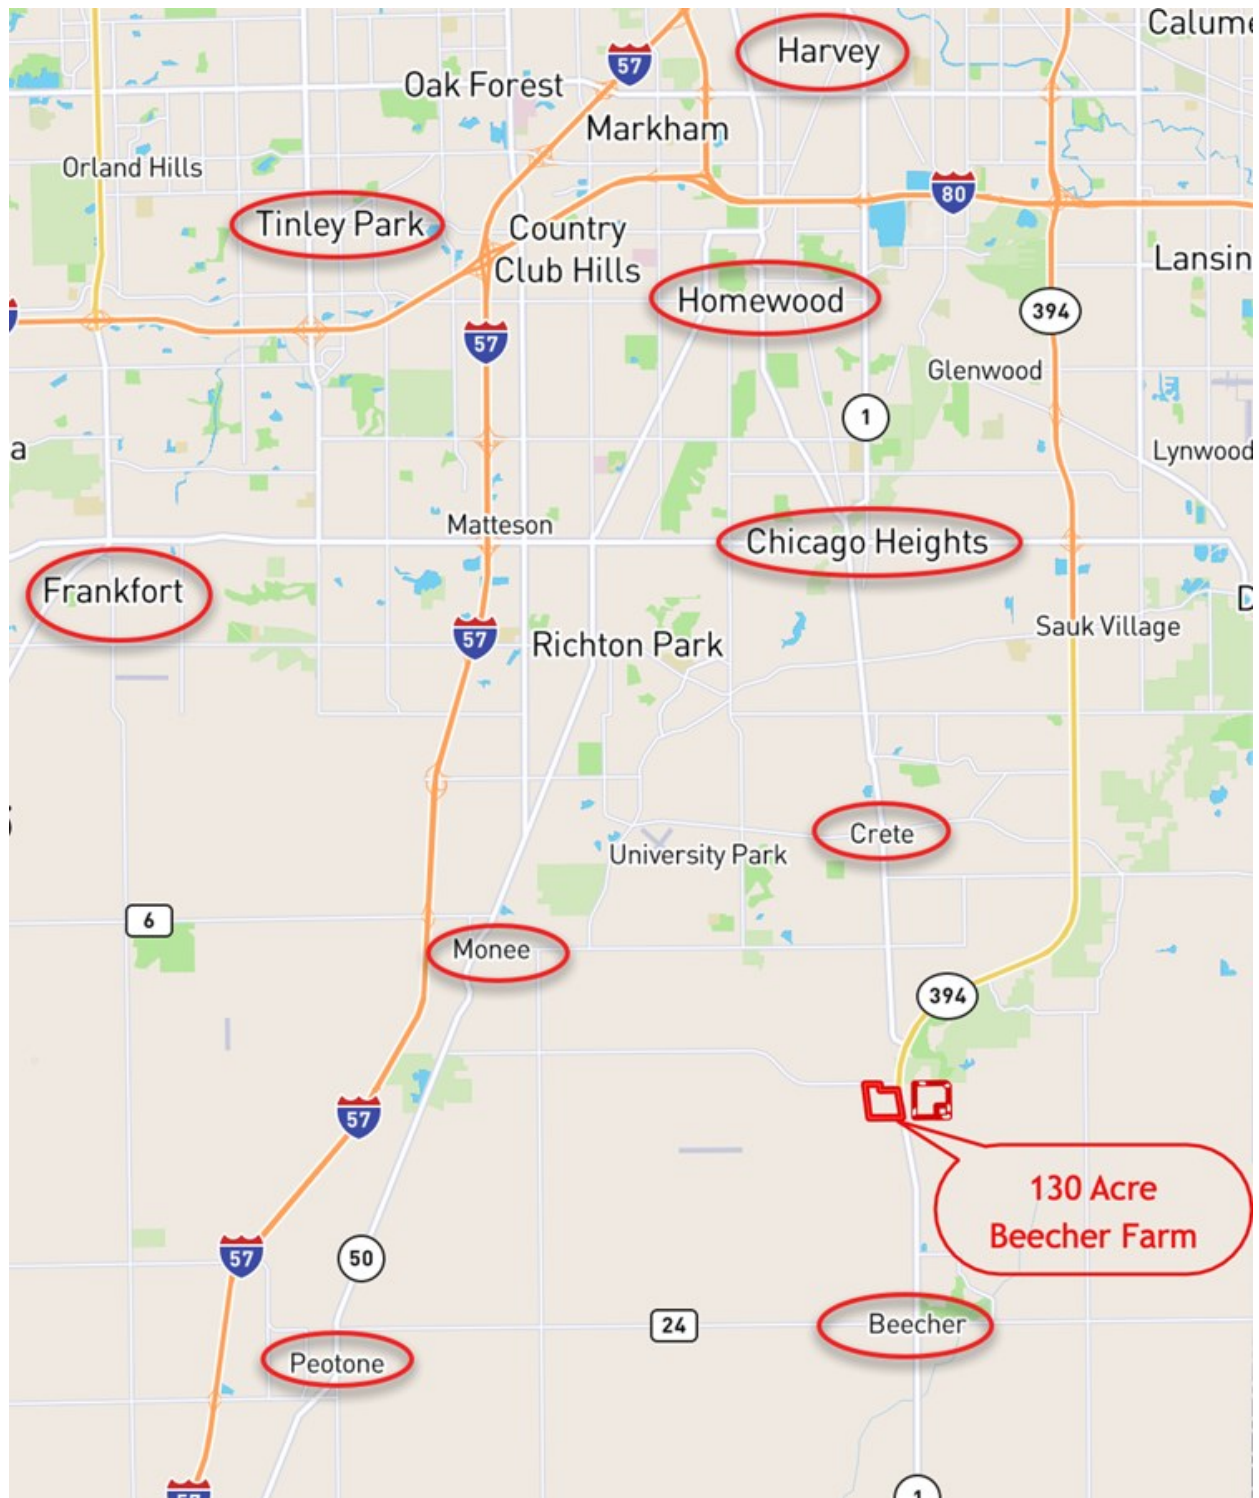 Calume
Harvey
57
Oak Forest
Markham
Orland Hills
80
Tinley Park
Country
Club Hills
Lansin
Homewood
394
57
Glenwood
1
a
Lynwood
Matteson
Chicago Heights
Frankfort
D
57
Richton Park
Sauk Village
Crete
University Park
6
Monee
394
57
130 Acre
Beecher Farm
57
50
24
Beecher
Peotone
57
1